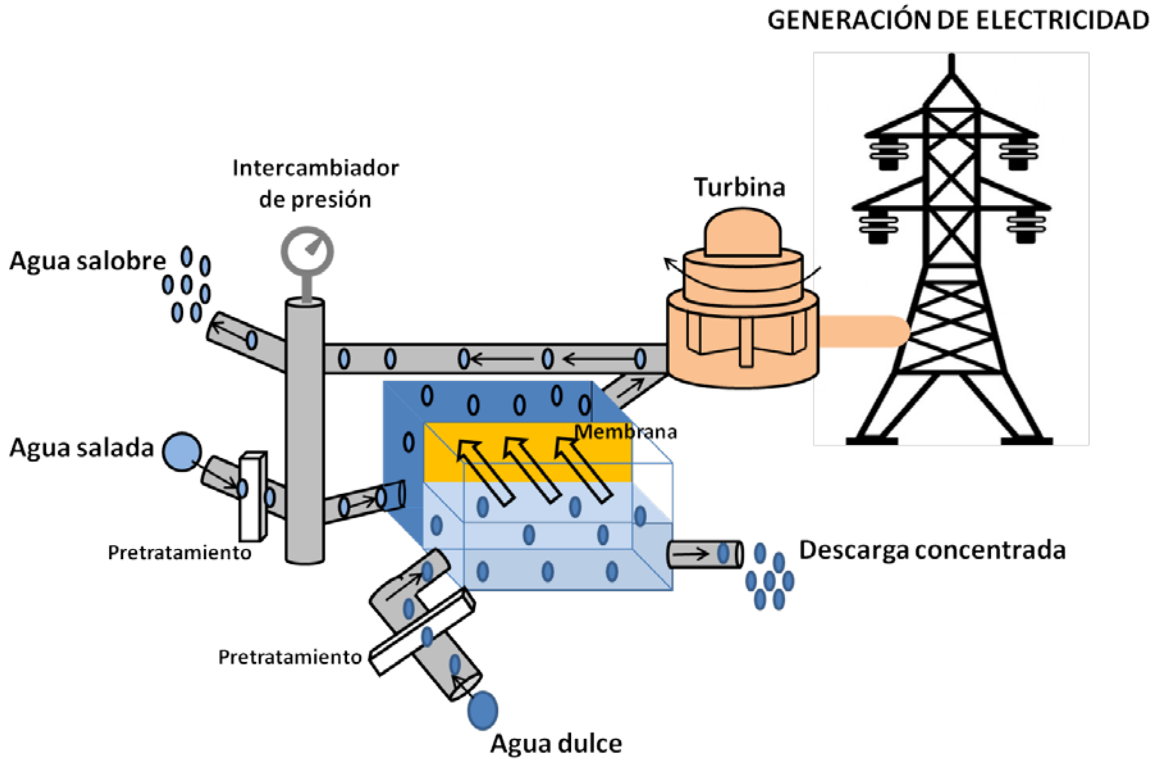 GENERACIÓN DE ELECTRICIDAD
Intercambiador
de presión
Turbina
Agua salobre
Membrana
Agua salada
Pretratamiento
Descarga concentrada
Pretratamiento
Agua dulce